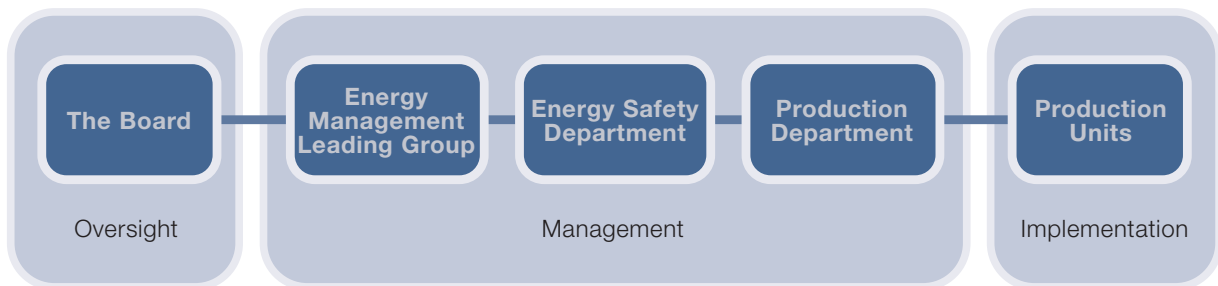 The Board
Energy
Management
Leading Group
Energy Safety
Department
Production
Department
Production
Units
Oversight
Management
Implementation